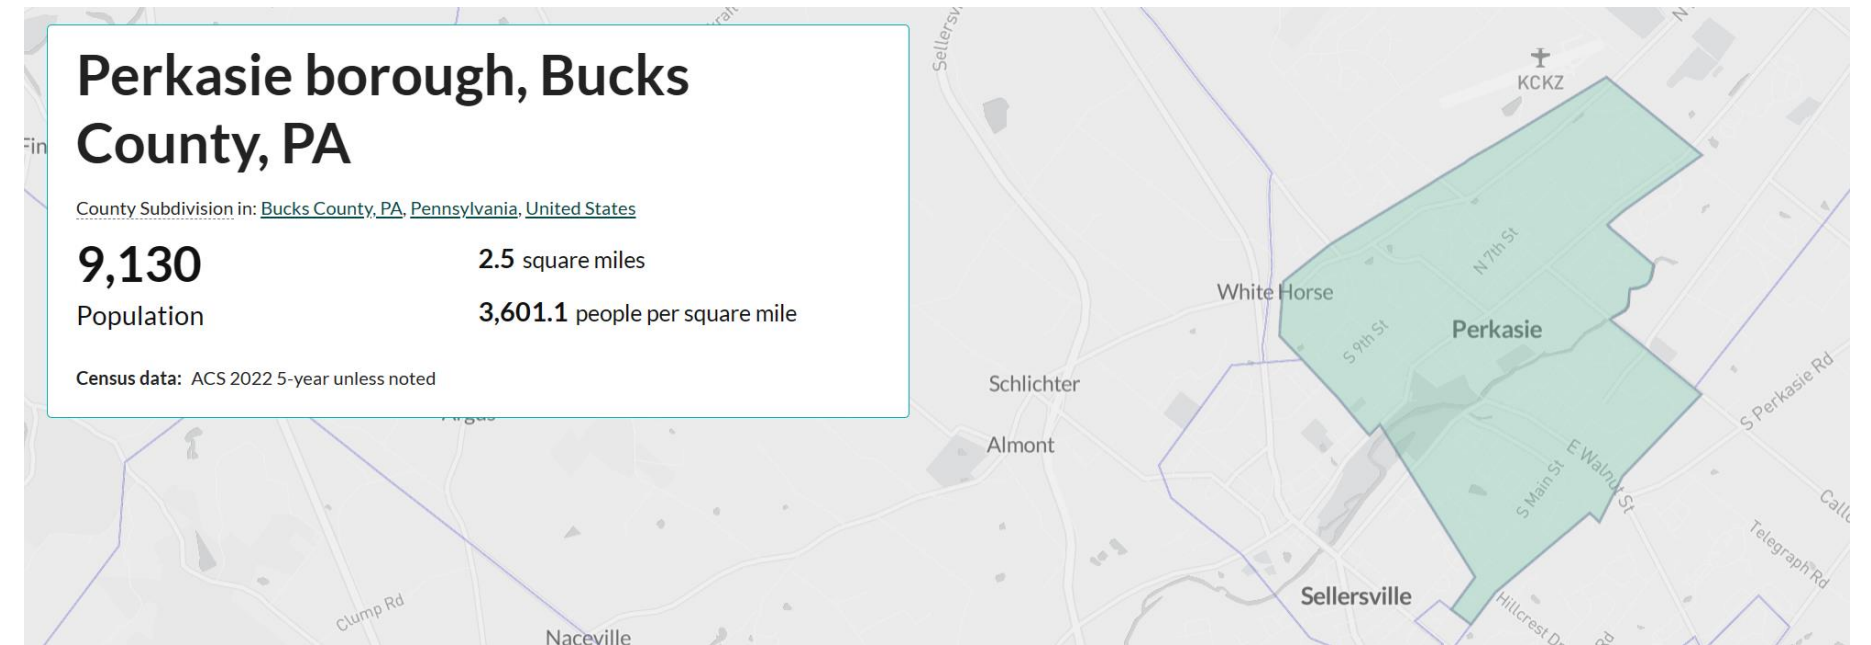 Perkasie borough, Bucks
County, PA
County Subdivision in: Bucks County, PA, Pennsylvania, United States
9,130
Population
2.5 square miles
3,601.1 people per square mile
Census data: ACS 2022 5-year unless noted
KCKZ
N 7th St
White Horse
Perkasie
S 9th St
Schlichter
S Perkasie Rd
Almont
E Walnut St
S Main St
Telegraph Rd
Sellersville
Clump Rd
Naceville